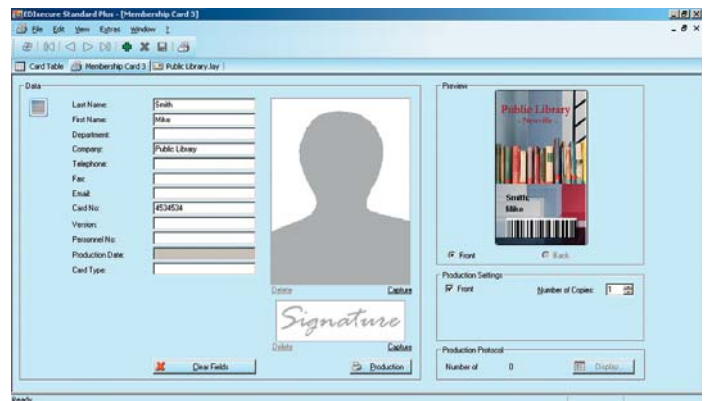 EDIsecure Standard Plus - [Membership Card 3]
File Edit View Extras Window ?
Card Table Membership Card 3 Public Library.lay
Data
Last Name: Smith
First Name: Mike
Department:
Company: Public Library
Telephone:
Fax:
Email:
Card No: 4534534
Version:
Personnel No:
Production Date:
Card Type:
Delete Capture
Signature
Delete Capture
Clear Fields Production
Preview
Public Library
- Newville -
Smith,
Mike
Front Back
Production Settings
Front Number of Copies: 1
Production Protocol
Number of 0 Display...
Ready